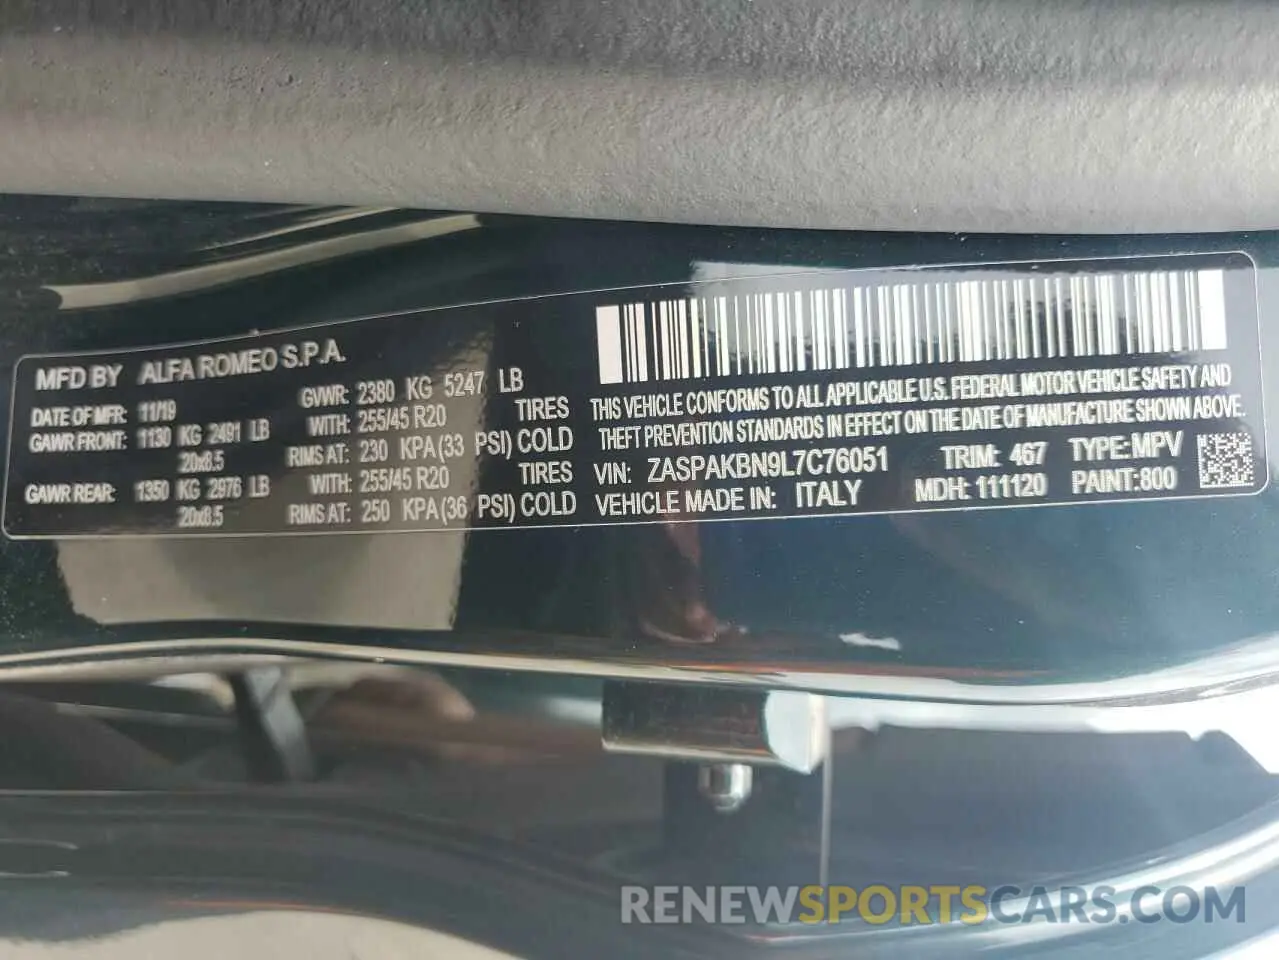 MFD BY ALFA ROMEO S.P.A.
DATE OF MFR: 11/19 GVWR: 2380 KG 5247 LB
GAWR FRONT: 1130 KG 2491 LB WITH: 255/45 R20 TIRES
20x8.5 RIMS AT: 230 KPA (33 PSI) COLD
GAWR REAR: 1350 KG 2976 LB WITH: 255/45 R20 TIRES
20x8.5 RIMS AT: 250 KPA (36 PSI) COLD
THIS VEHICLE CONFORMS TO ALL APPLICABLE U.S. FEDERAL MOTOR VEHICLE SAFETY AND
THEFT PREVENTION STANDARDS IN EFFECT ON THE DATE OF MANUFACTURE SHOWN ABOVE.
VIN: ZASPAKBN9L7C76051 TRIM: 467 TYPE: MPV
VEHICLE MADE IN: ITALY MDH: 111120 PAINT: 800
RENEWSPORTSCARS.COM